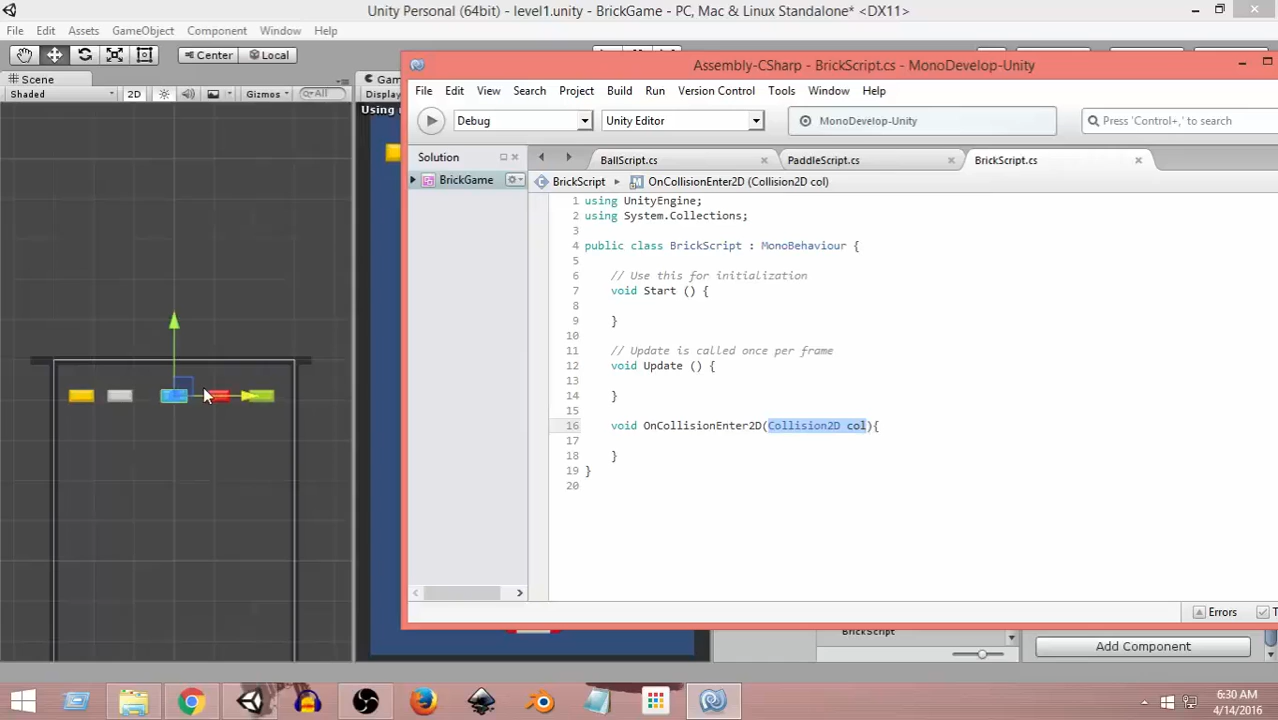 Unity Personal (64bit) - level1.unity - BrickGame - PC, Mac & Linux Standalone* <DX11>
File Edit Assets GameObject Component Window Help
Center Local
Scene
Shaded 2D Gizmos All
Display
Using
Assembly-CSharp - BrickScript.cs - MonoDevelop-Unity
File Edit View Search Project Build Run Version Control Tools Window Help
Debug Unity Editor MonoDevelop-Unity Press 'Control+,' to search
Solution
BallScript.cs PaddleScript.cs BrickScript.cs
BrickGame
BrickScript OnCollisionEnter2D (Collision2D col)
1 using UnityEngine;
2 using System.Collections;
3
4 public class BrickScript : MonoBehaviour {
5
6 // Use this for initialization
7 void Start () {
8
9 }
10
11 // Update is called once per frame
12 void Update () {
13
14 }
15
16 void OnCollisionEnter2D(Collision2D col){
17
18 }
19 }
20
Errors
BrickScript
Add Component
6:30 AM
4/14/2016